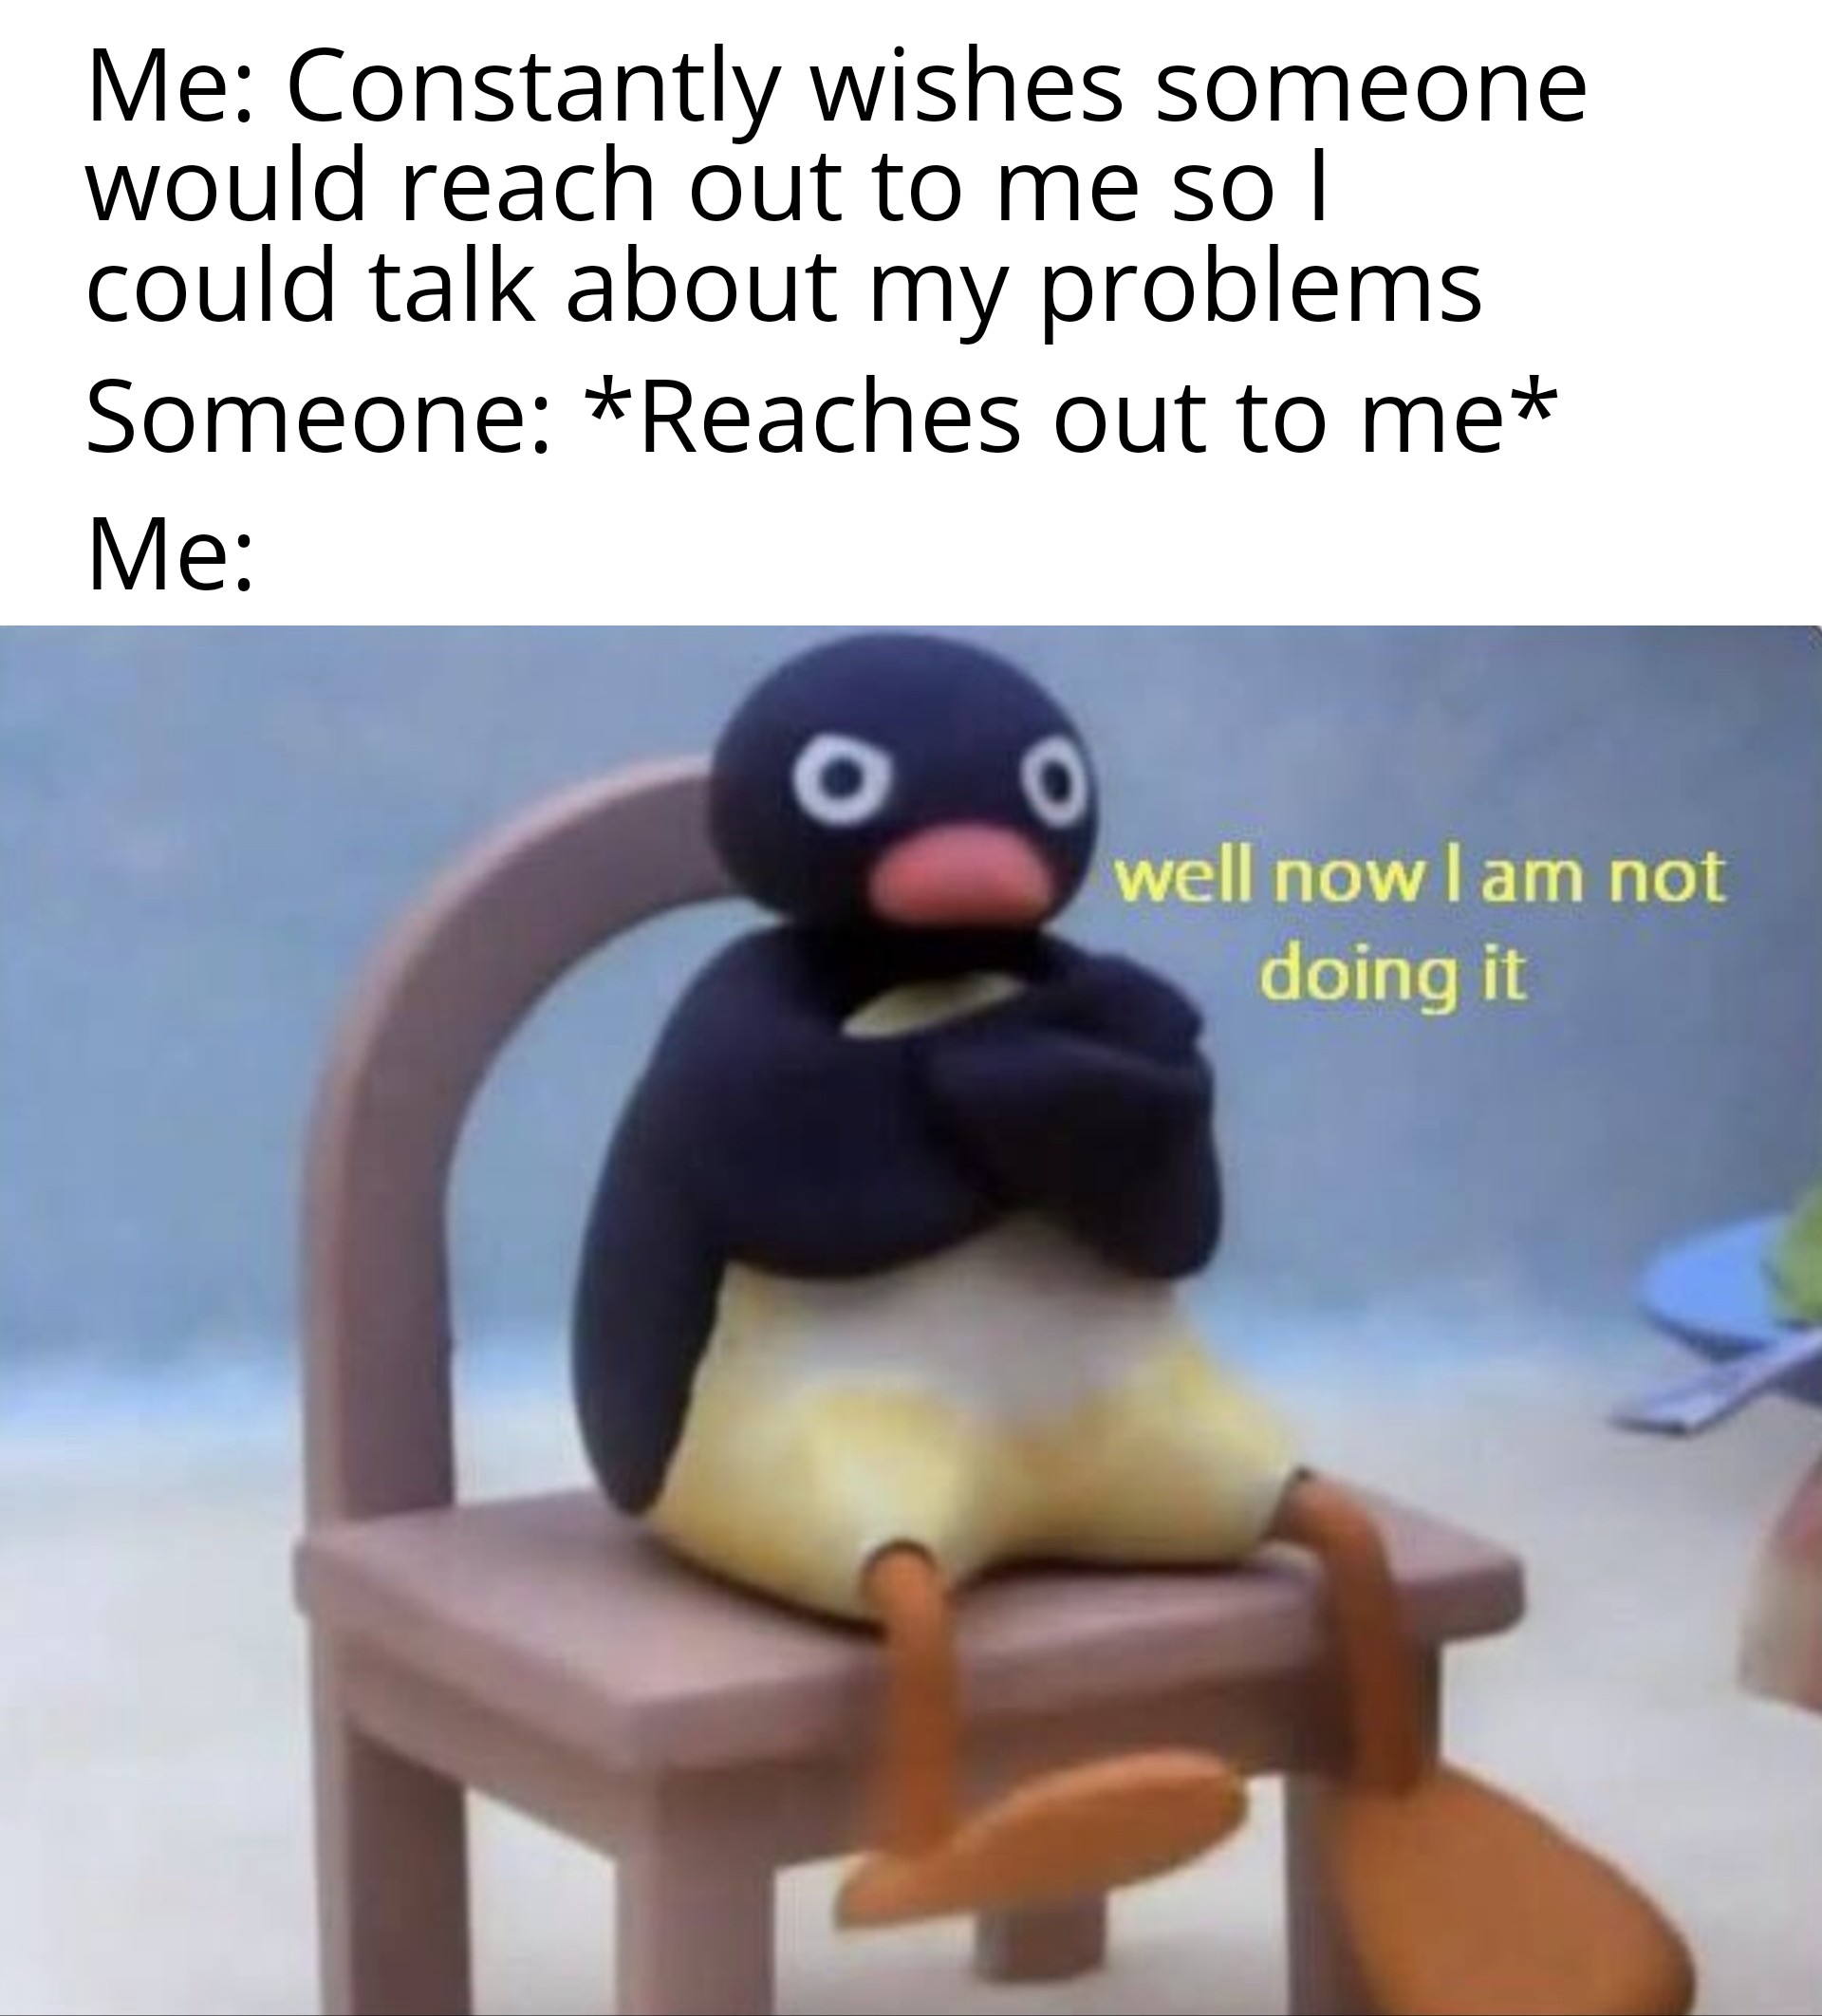 Me: Constantly wishes someone
would reach out to me so I
could talk about my problems
Someone: *Reaches out to me*
Me:
well now I am not
doing it